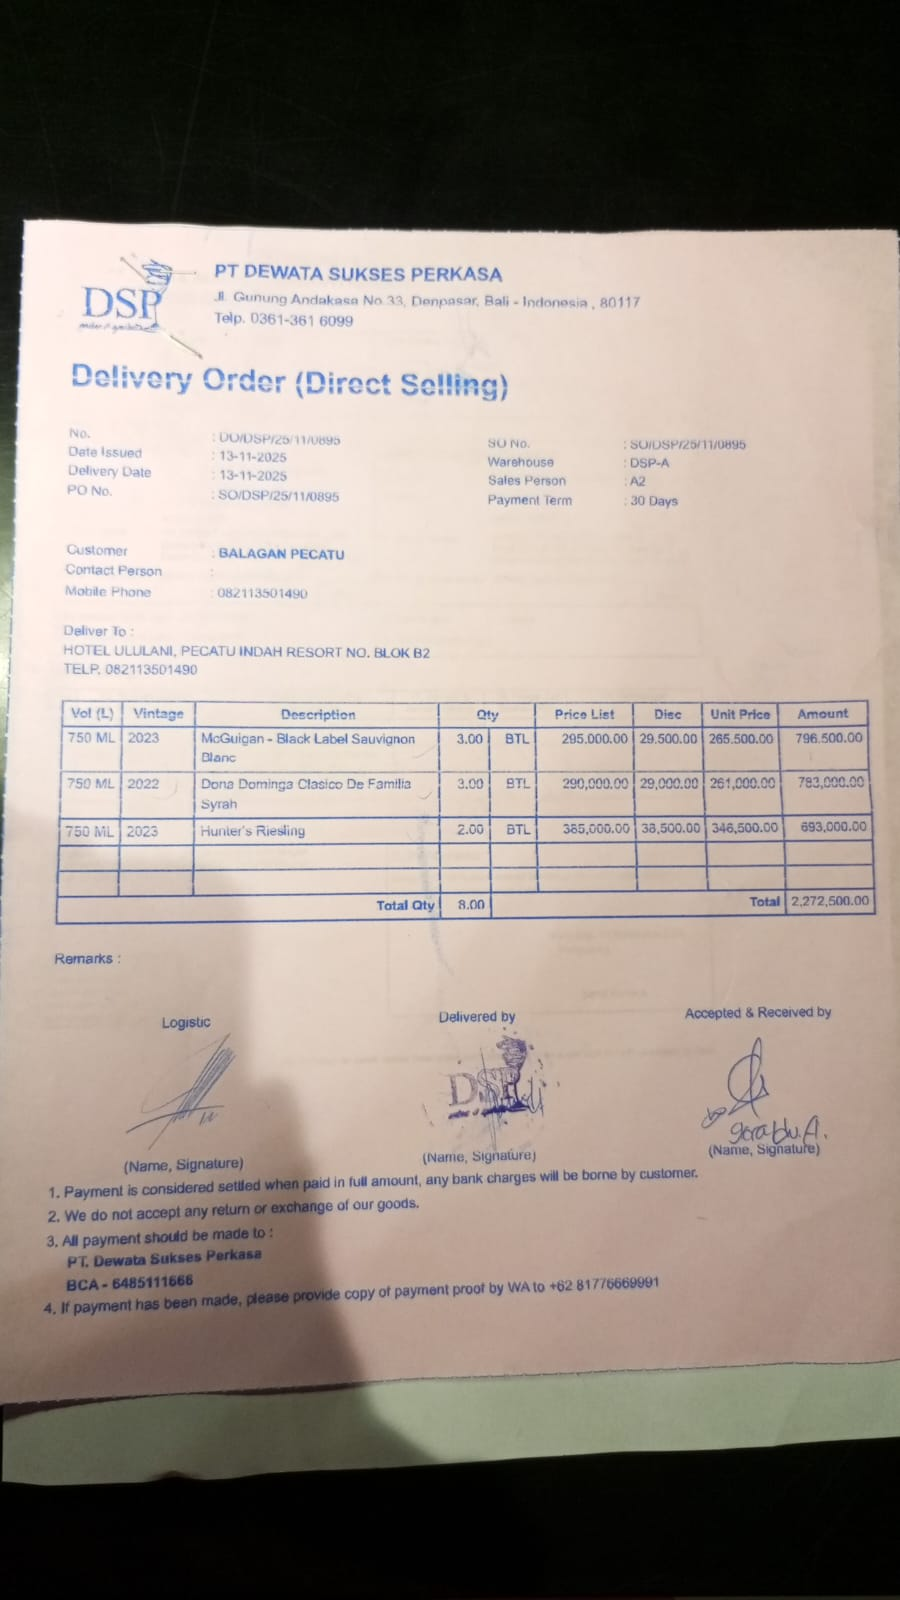 DSP
PT DEWATA SUKSES PERKASA
Jl. Gunung Andakasa No.33, Denpasar, Bali - Indonesia , 80117
Telp. 0361-361 6099
Delivery Order (Direct Selling)
No. : DO/DSP/25/11/0895 SO No. : SO/DSP/25/11/0895
Date Issued : 13-11-2025 Warehouse : DSP-A
Delivery Date : 13-11-2025 Sales Person : A2
PO No. : SO/DSP/25/11/0895 Payment Term : 30 Days
Customer : BALAGAN PECATU
Contact Person :
Mobile Phone : 082113501490
Deliver To :
HOTEL ULULANI, PECATU INDAH RESORT NO. BLOK B2
TELP. 082113501490
Vol (L) Vintage Description Qty Price List Disc Unit Price Amount
750 ML 2023 McGuigan - Black Label Sauvignon 3.00 BTL 295.000.00 29.500.00 265.500.00 796.500.00
Blanc
750 ML 2022 Dona Dominga Clasico De Familia 3.00 BTL 290,000.00 29,000.00 261,000.00 783,000.00
Syrah
750 ML 2023 Hunter's Riesling 2.00 BTL 385,000.00 38,500.00 346,500.00 693,000.00
Total Qty 8.00 Total 2,272,500.00
Remarks :
Logistic Delivered by Accepted & Received by
DSP
(Name, Signature) (Name, Signature) (Name, Signature)
1. Payment is considered settled when paid in full amount, any bank charges will be borne by customer.
2. We do not accept any return or exchange of our goods.
3. All payment should be made to :
PT. Dewata Sukses Perkasa
BCA - 6485111666
4. If payment has been made, please provide copy of payment proof by WA to +62 81776669991